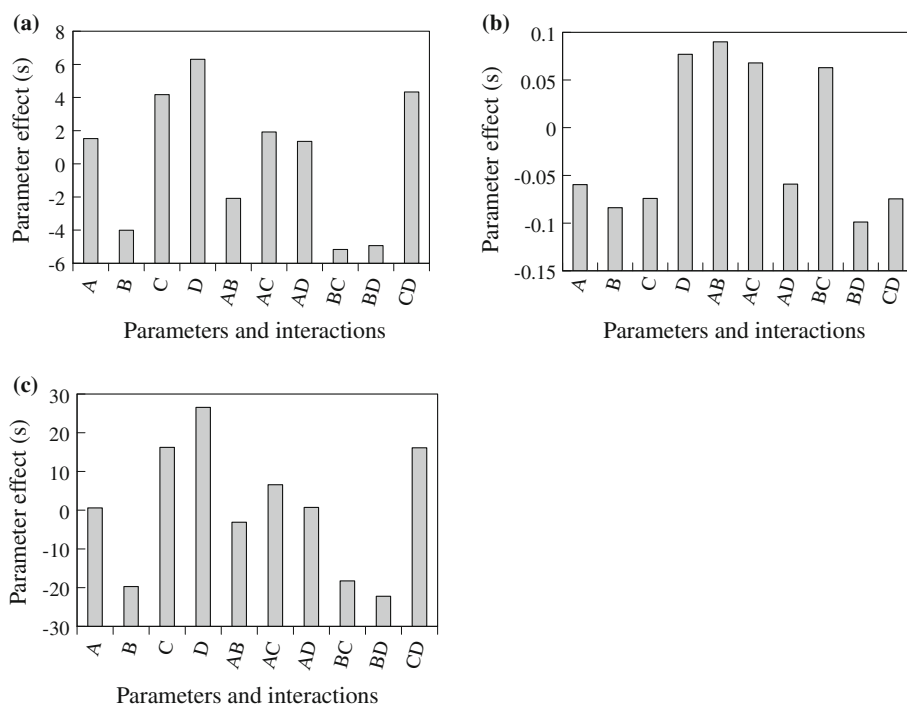 (a)
Parameter effect (s)
8
6
4
2
0
-2
-4
-6
A B C D AB AC AD BC BD CD
Parameters and interactions
(b)
Parameter effect (s)
0.1
0.05
0
-0.05
-0.1
-0.15
A B C D AB AC AD BC BD CD
Parameters and interactions
(c)
Parameter effect (s)
30
20
10
0
-10
-20
-30
A B C D AB AC AD BC BD CD
Parameters and interactions